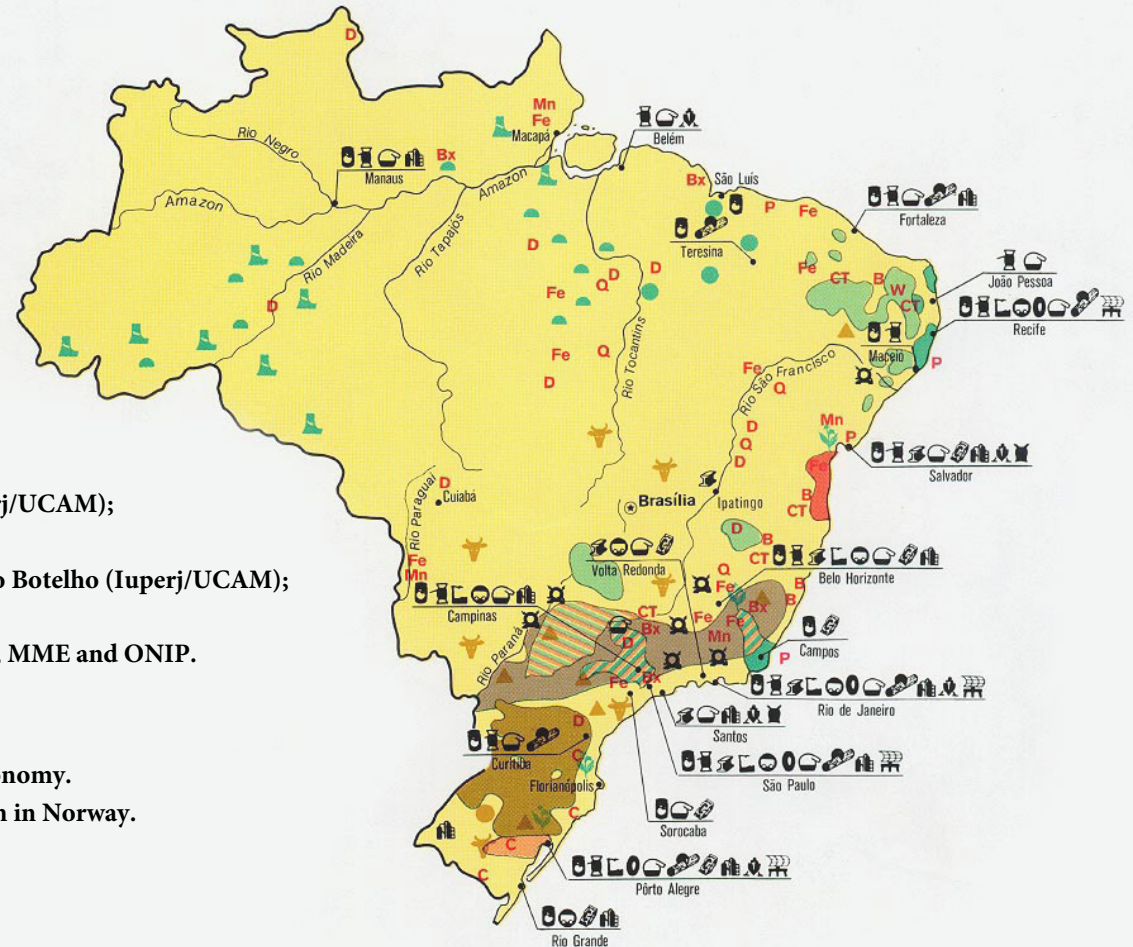 D
Mn
Fe
Macapá
Belém
Rio Negro
Bx
Manaus
Amazon
Bx
São Luís
Amazon
P
Fe
Fortaleza
Teresina
Rio Madeira
Rio Tapajós
D
D
D
Q
Fe
CT
B
W
CT
João Pessoa
Fe
D
Recife
Rio Tocantins
Maceió
Fe
Q
P
D
Fe
Rio São Francisco
Q
Mn
P
D
Q
D
Salvador
Fe
rj/UCAM);
D
Cuiabá
Rio Paraguai
Brasília
Ipatingo
B
CT
D
B
CT
o Botelho (Iuperj/UCAM);
Fe
Mn
Volta Redonda
Q
Fe
Belo Horizonte
B
B
Campinas
CT
Bx
Fe
Bx
Fe
Mn
D
MME and ONIP.
Rio Paraná
Campos
P
Fe
Bx
Rio de Janeiro
Santos
D
Curitiba
C
São Paulo
onomy.
Florianópolis
n in Norway.
C
Sorocaba
C
C
Pôrto Alegre
Rio Grande